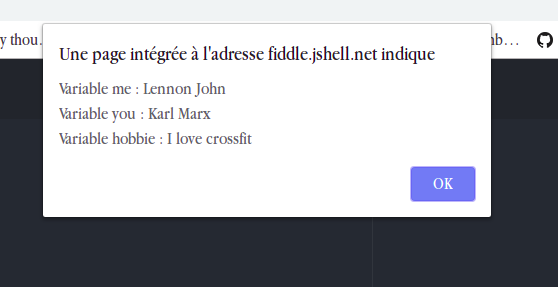 y thou...
nb...
Une page intégrée à l'adresse fiddle.jshell.net indique
Variable me : Lennon John
Variable you : Karl Marx
Variable hobbie : I love crossfit
OK